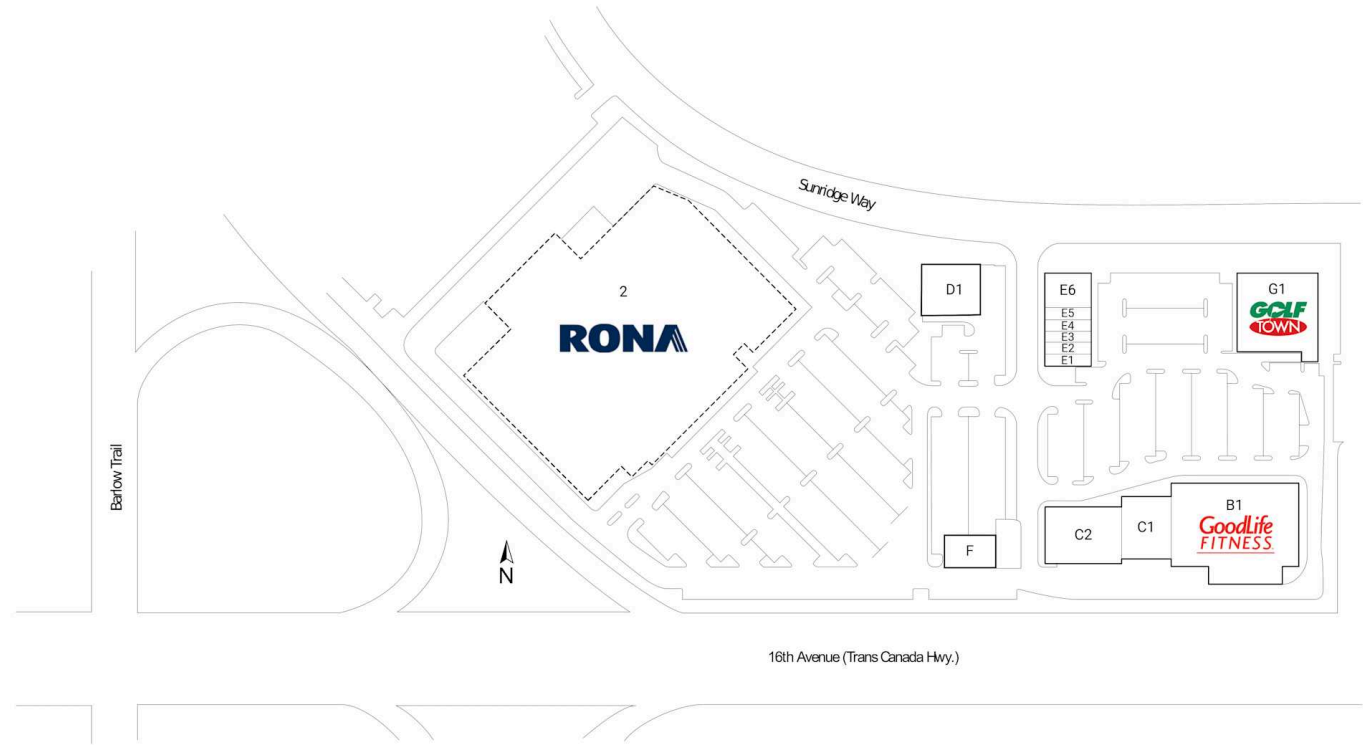 Sunridge Way
2
RONA
D1
E6
E5
E4
E3
E2
E1
G1
GOLF
TOWN
Barlow Trail
N
F
C2
C1
B1
GoodLife
FITNESS
16th Avenue (Trans Canada Hwy.)